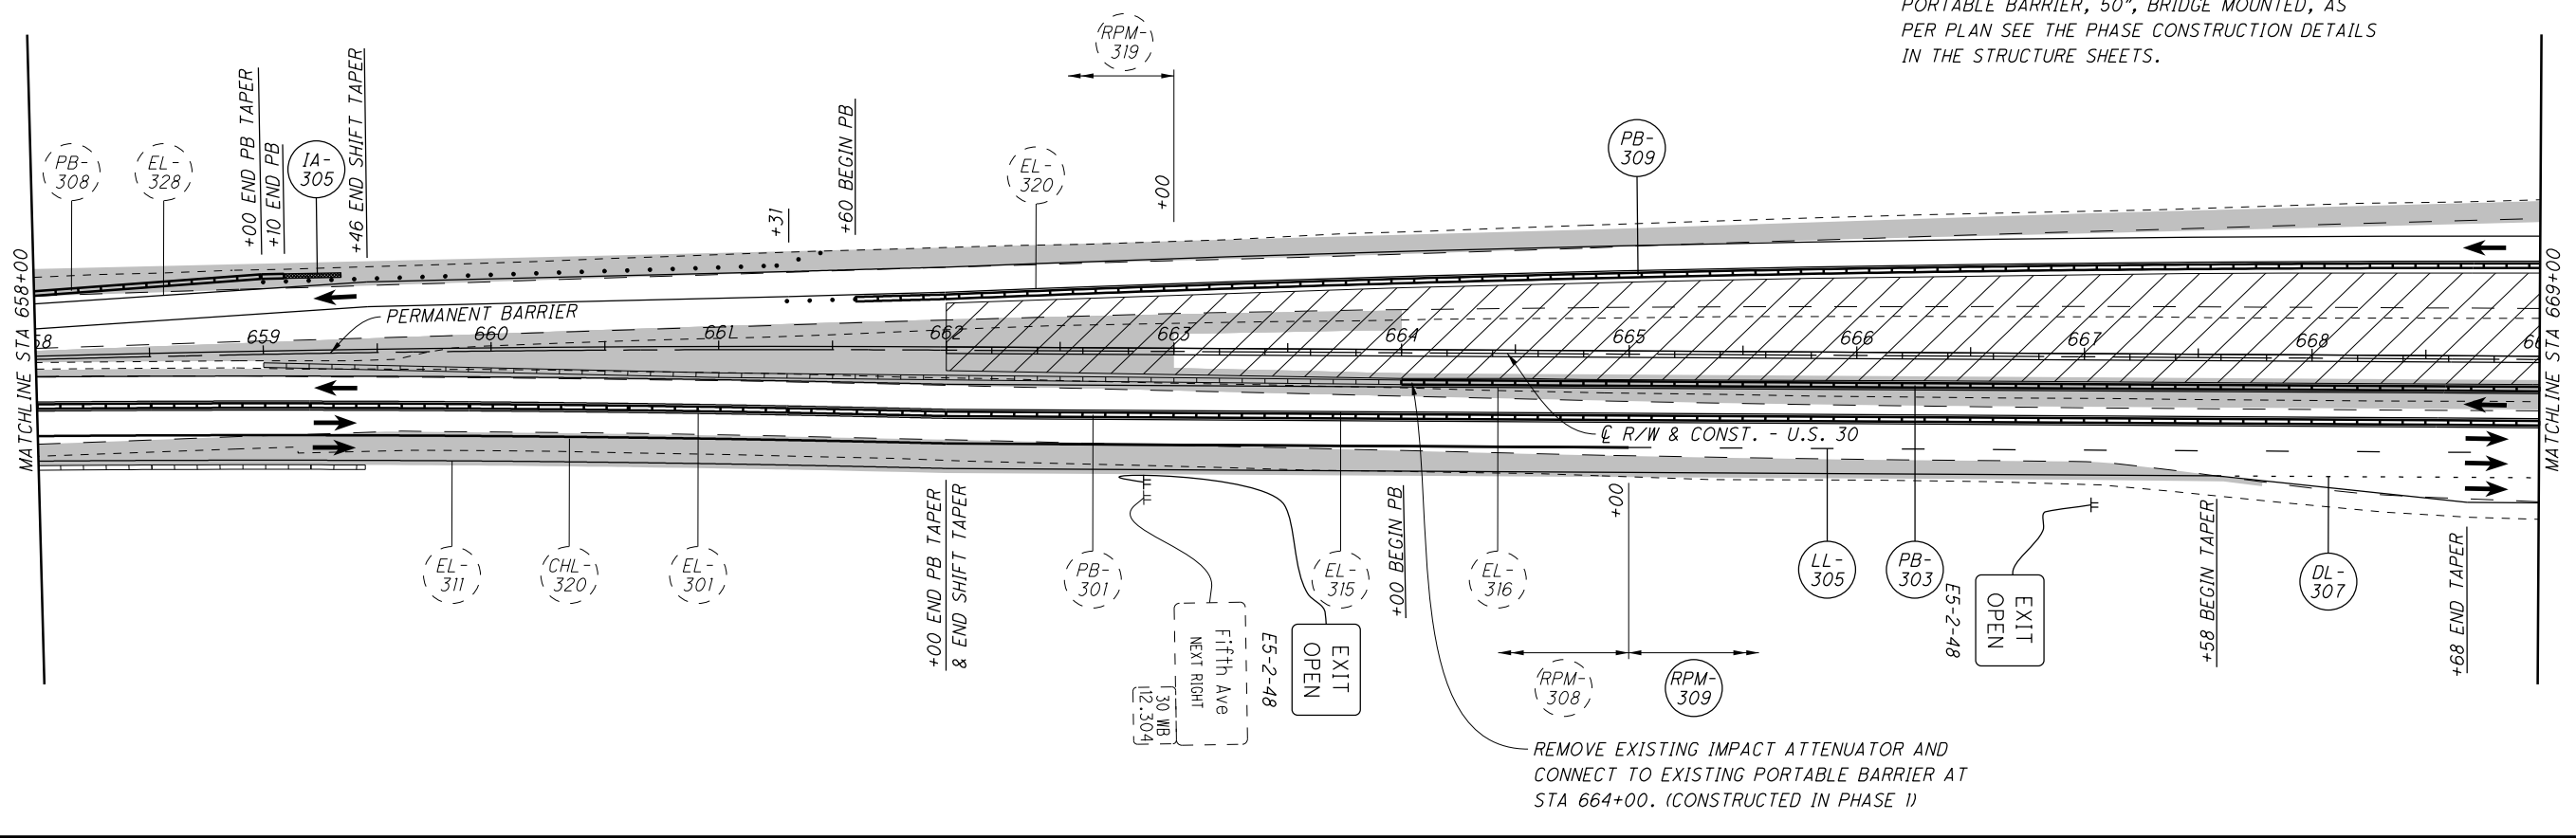 PORTABLE BARRIER, 50", BRIDGE MOUNTED, AS
PER PLAN SEE THE PHASE CONSTRUCTION DETAILS
IN THE STRUCTURE SHEETS.
RPM-
319
PB-
308
EL-
328
+00 END PB TAPER
+10 END PB
IA-
305
+46 END SHIFT TAPER
+31
+60 BEGIN PB
EL-
320
+00
PB-
309
MATCHLINE STA 658+00
MATCHLINE STA 669+00
PERMANENT BARRIER
58
659
660
661
662
663
664
665
666
667
668
66
℄ R/W & CONST. - U.S. 30
EL-
311
CHL-
320
EL-
301
+00 END PB TAPER
& END SHIFT TAPER
PB-
301
EL-
315
+00 BEGIN PB
EL-
316
+00
LL-
305
PB-
303
E5-2-48
EXIT
OPEN
+58 BEGIN TAPER
DL-
307
+68 END TAPER
30 WB
12.304
Fifth Ave
NEXT RIGHT
E5-2-48
EXIT
OPEN
RPM-
308
RPM-
309
REMOVE EXISTING IMPACT ATTENUATOR AND
CONNECT TO EXISTING PORTABLE BARRIER AT
STA 664+00. (CONSTRUCTED IN PHASE 1)